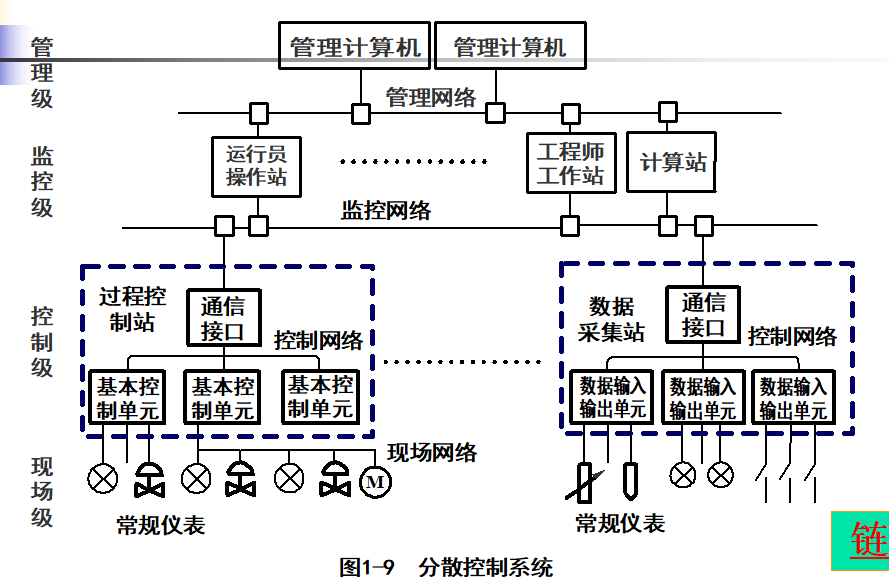 管理级
管理计算机
管理计算机
管理网络
监控级
运行员
操作站
工程师
工作站
计算站
监控网络
控制级
过程控
制站
通信
接口
控制网络
基本控
制单元
基本控
制单元
基本控
制单元
数据
采集站
通信
接口
控制网络
数据输入
输出单元
数据输入
输出单元
数据输入
输出单元
现场级
现场网络
M
常规仪表
常规仪表
链
图1-9 分散控制系统